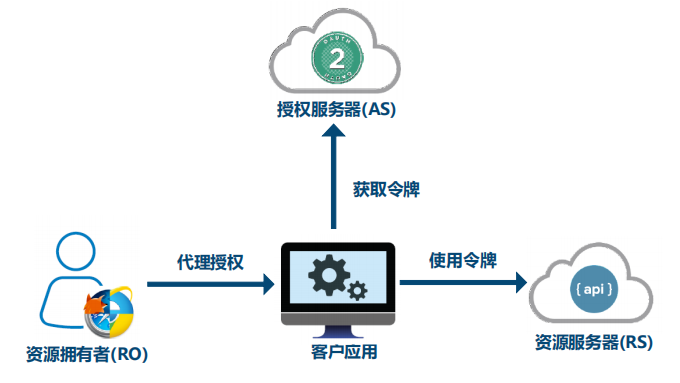 OAUTH
2
授权服务器(AS)
获取令牌
代理授权
使用令牌
{ api }
资源拥有者(RO)
客户应用
资源服务器(RS)